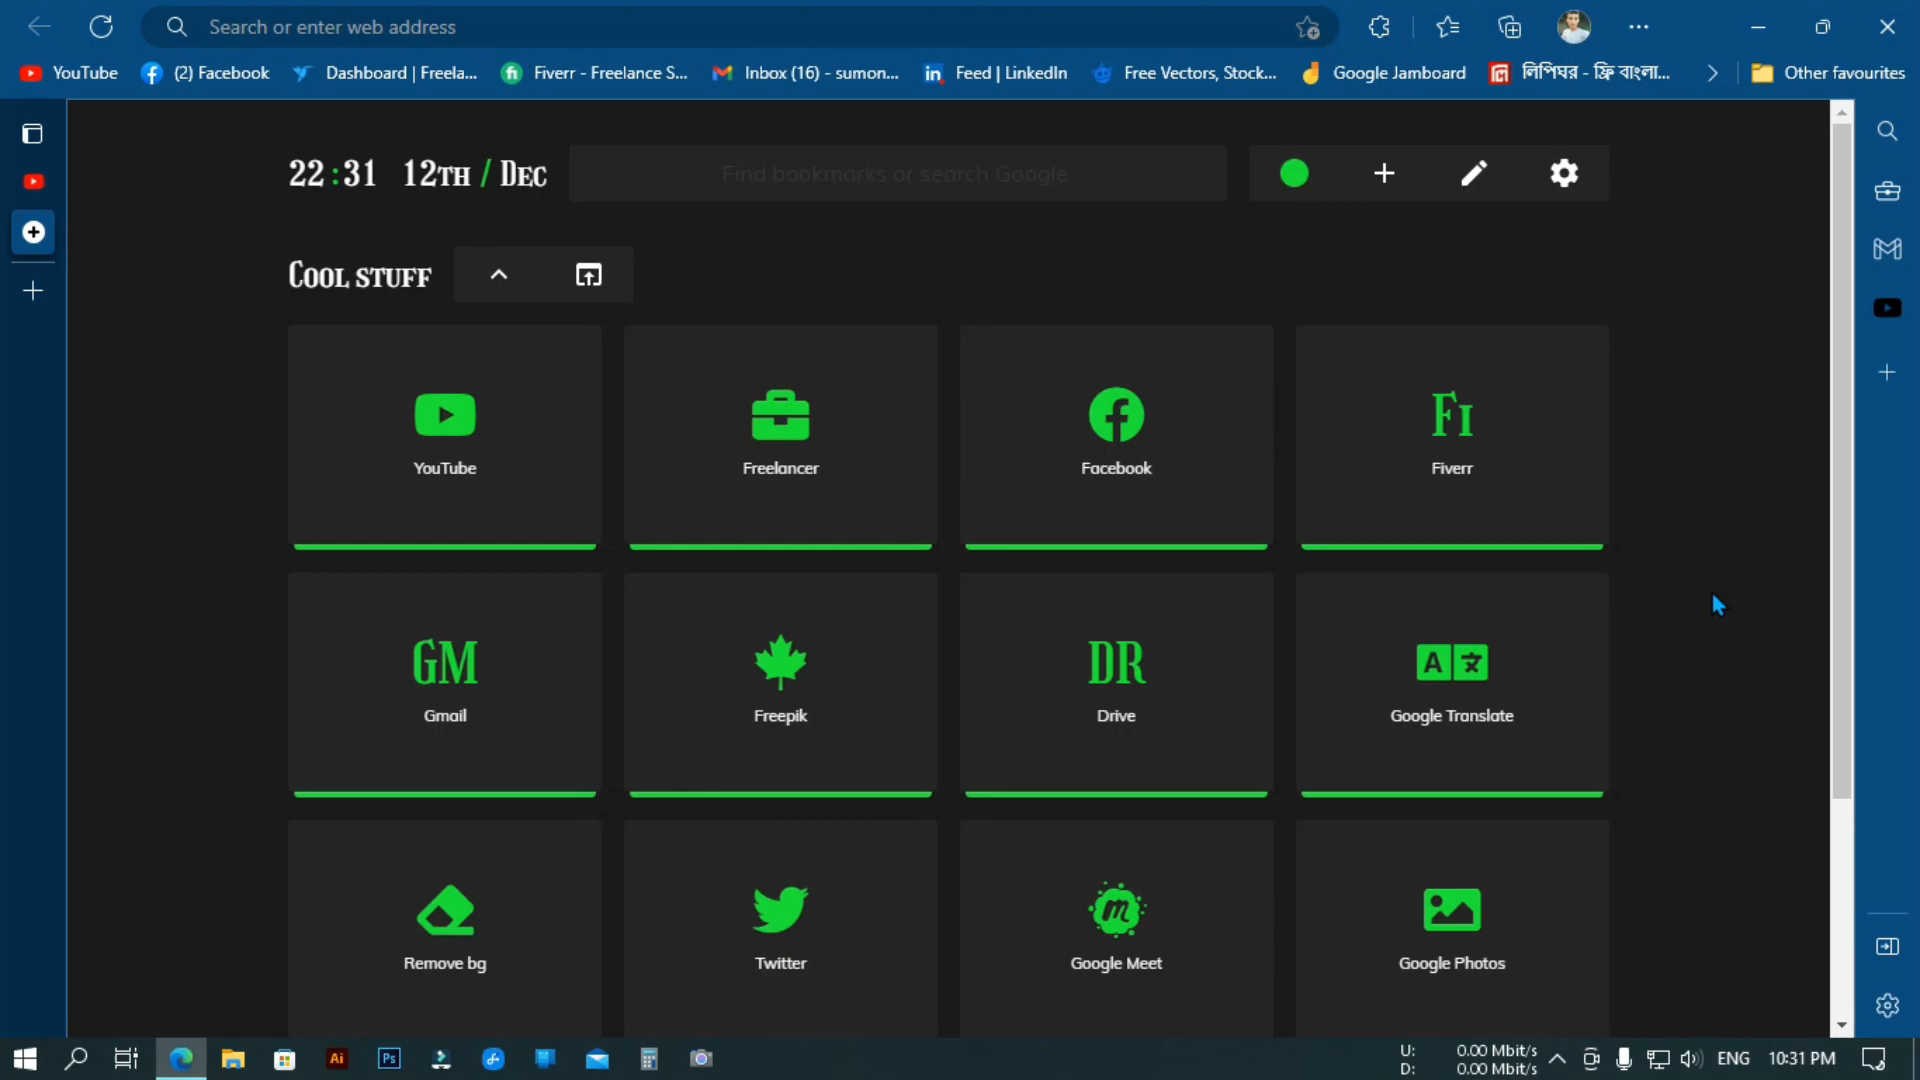 Search or enter web address
YouTube (2) Facebook Dashboard | Freela... Fiverr - Freelance S... Inbox (16) - sumon... Feed | LinkedIn Free Vectors, Stock... Google Jamboard লিপিঘর - ফ্রি বাংলা... Other favourites
22:31 12TH / DEC Find bookmarks or search Google
COOL STUFF
FI
YouTube Freelancer Facebook Fiverr
GM DR A
Gmail Freepik Drive Google Translate
m
Remove bg Twitter Google Meet Google Photos
Ai Ps U: 0.00 Mbit/s
D: 0.00 Mbit/s
ENG 10:31 PM